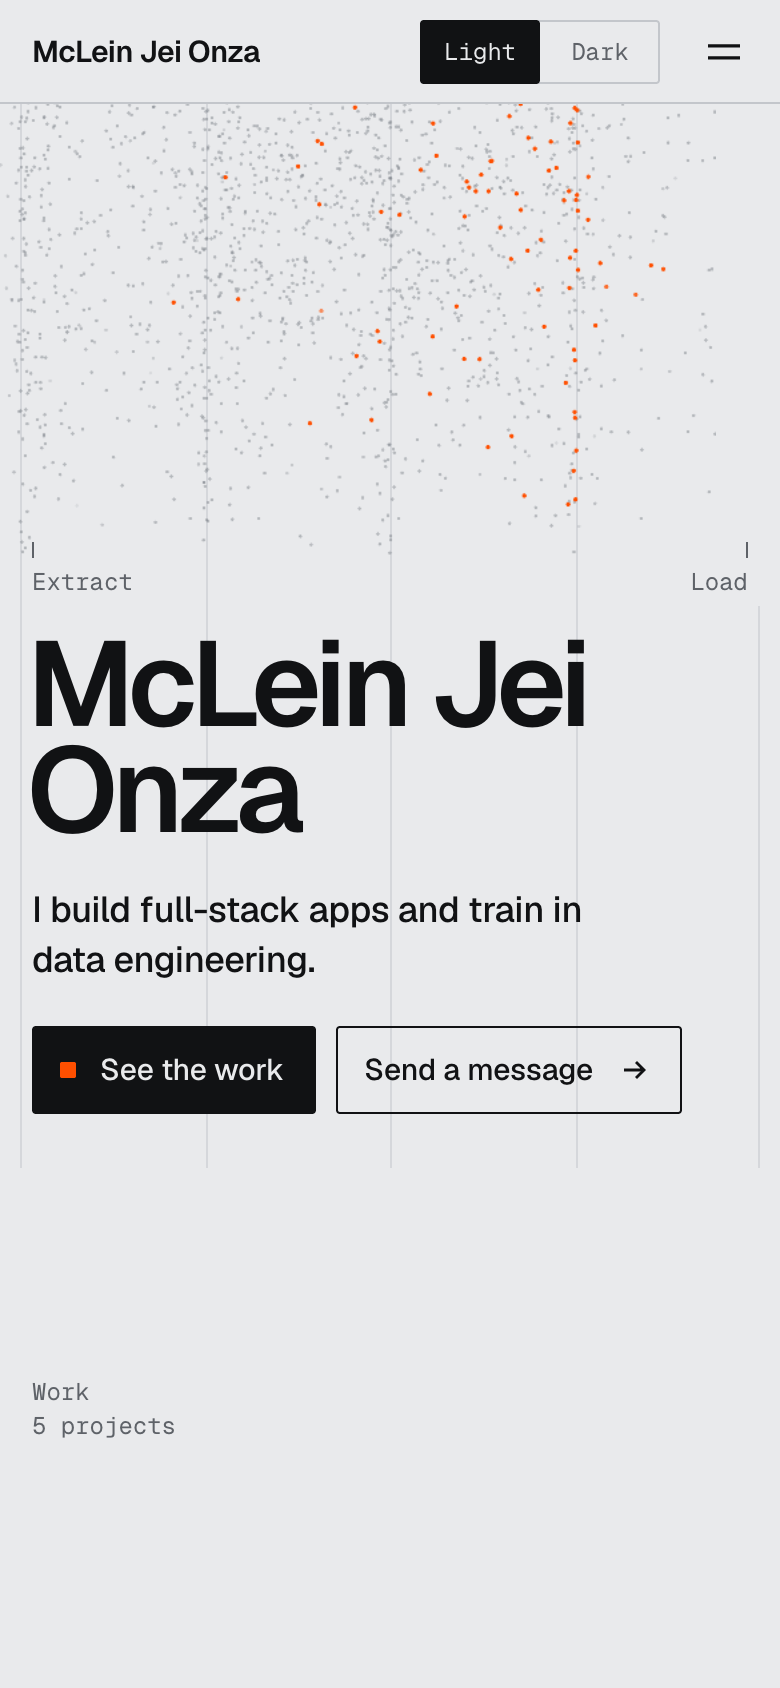 McLein Jei Onza
Light
Dark
Extract
Load
McLein Jei
Onza
I build full-stack apps and train in
data engineering.
See the work
Send a message →
Work
5 projects